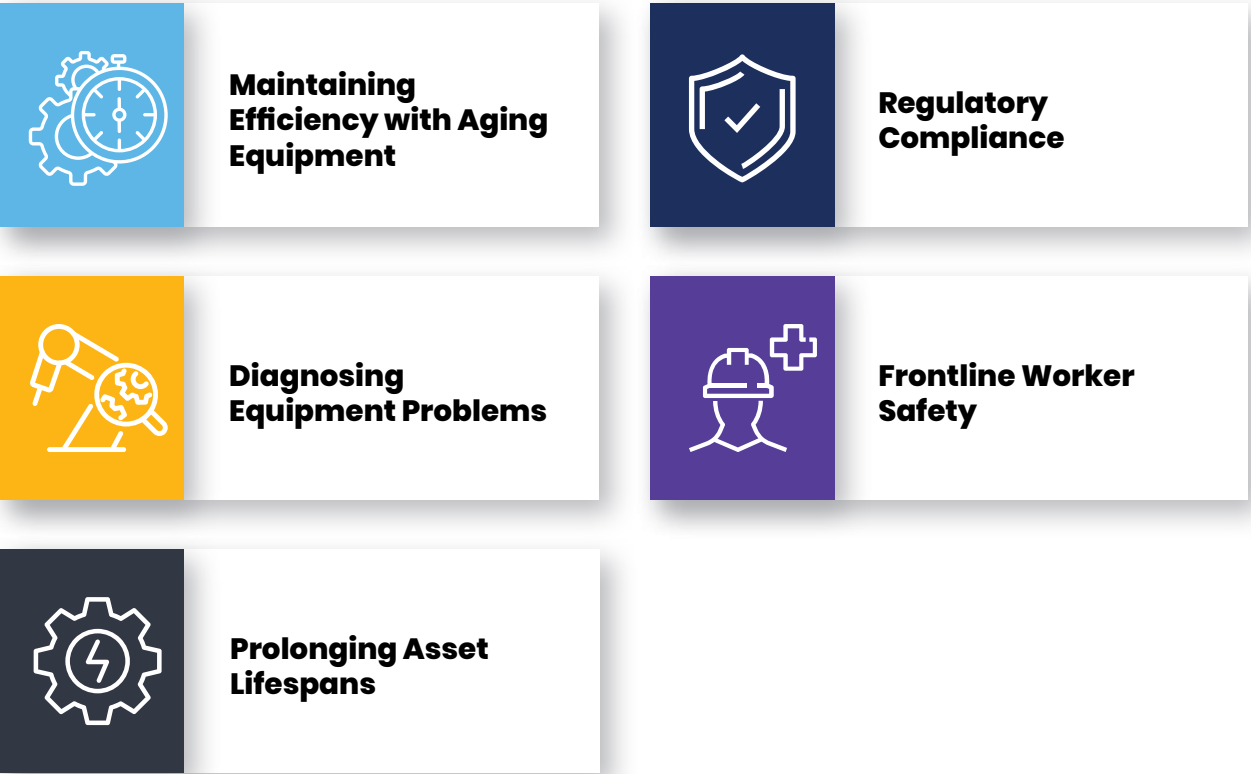 Maintaining
Efficiency with Aging
Equipment
Regulatory
Compliance
Diagnosing
Equipment Problems
Frontline Worker
Safety
Prolonging Asset
Lifespans